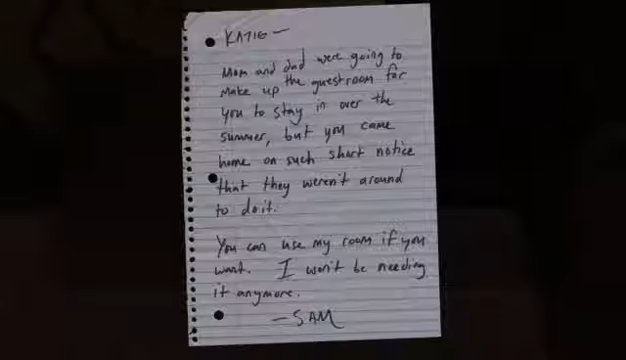 KATIE —
Mom and dad were going to
make up the guestroom for
you to stay in over the
summer, but you came
home on such short notice
that they weren't around
to do it.
You can use my room if you
want. I won't be needing
it anymore.
— SAM